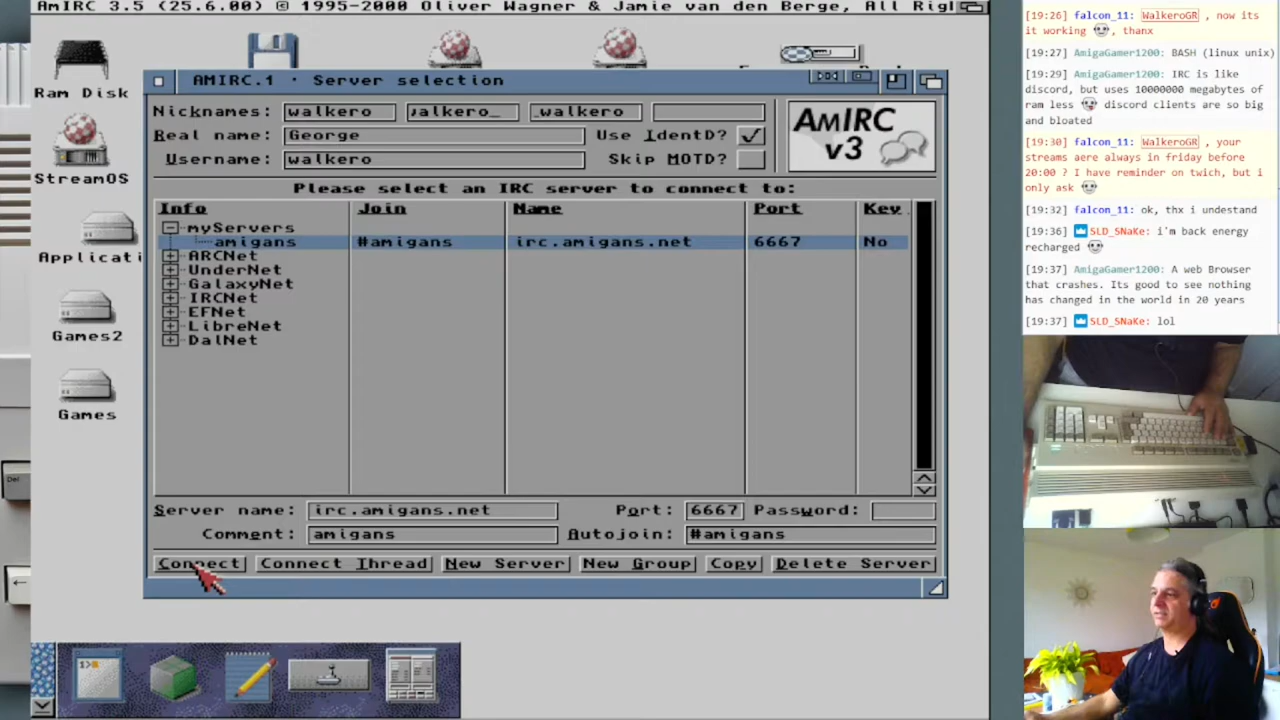 AmIRC 3.5 (25.6.00) © 1995-2000 Oliver Wagner & Jamie van den Berge, All Rigl
Ram Disk
StreamOS
Applicati
Games2
Games
AMIRC.1 · Server selection
Nicknames: walkero walkero_ _walkero
Real name: George Use IdentD? ✓
Username: walkero Skip MOTD?
AmIRC
v3
Please select an IRC server to connect to:
Info Join Name Port Key
myServers
amigans #amigans irc.amigans.net 6667 No
ARCNet
UnderNet
GalaxyNet
IRCNet
EFNet
LibreNet
DalNet
Server name: irc.amigans.net Port: 6667 Password:
Comment: amigans Autojoin: #amigans
Connect Connect Thread New Server New Group Copy Delete Server
1>
Del
[19:26] falcon_11: WalkeroGR , now its
it working , thanx
[19:27] AmigaGamer1200: BASH (linux unix)
[19:29] AmigaGamer1200: IRC is like
discord, but uses 10000000 megabytes of
ram less discord clients are so big
and bloated
[19:30] falcon_11: WalkeroGR , your
streams aere always in friday before
20:00 ? I have reminder on twich, but i
only ask
[19:32] falcon_11: ok, thx i undestand
[19:36] SLD_SNaKe: i'm back energy
recharged
[19:37] AmigaGamer1200: A web Browser
that crashes. Its good to see nothing
has changed in the world in 20 years
[19:37] SLD_SNaKe: lol